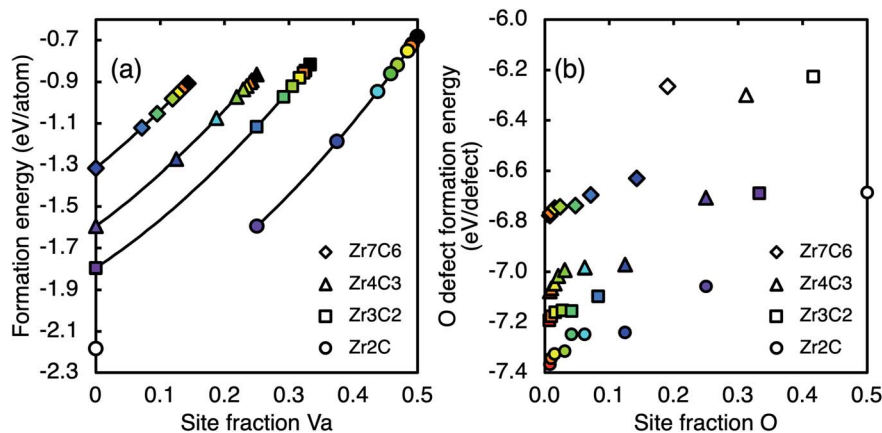 -0.7
-0.9
-1.1
-1.3
-1.5
-1.7
-1.9
-2.1
-2.3
Formation energy (eV/atom)
(a)
Zr7C6
Zr4C3
Zr3C2
Zr2C
0 0.1 0.2 0.3 0.4 0.5
Site fraction Va
-6.0
-6.2
-6.4
-6.6
-6.8
-7.0
-7.2
-7.4
O defect formation energy
(eV/defect)
(b)
Zr7C6
Zr4C3
Zr3C2
Zr2C
0.0 0.1 0.2 0.3 0.4 0.5
Site fraction O